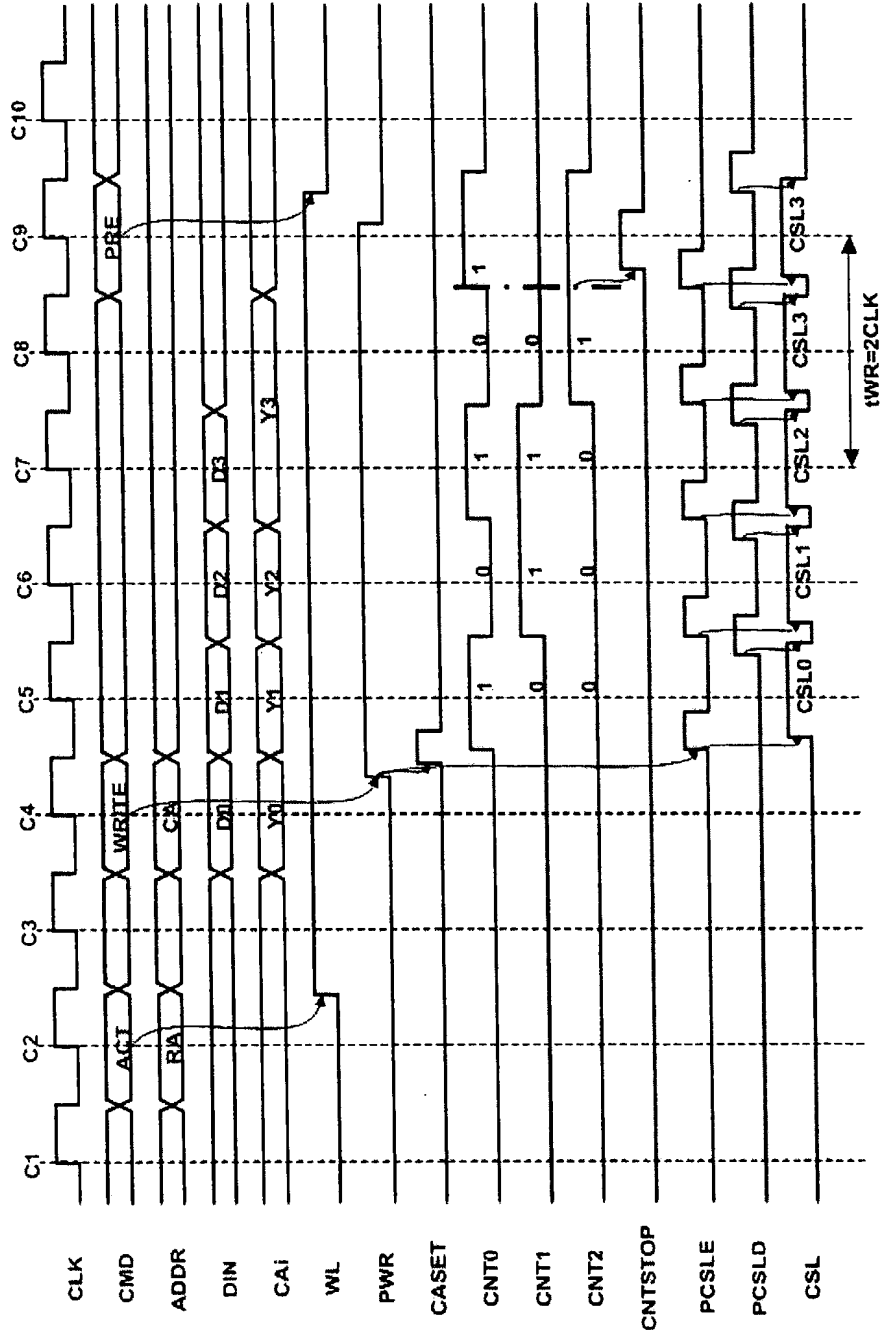 C1 C2 C3 C4 C5 C6 C7 C8 C9 C10
CLK
CMD ACT WRITE PRE
ADDR RA CA
DIN D0 D1 D2 D3
CAi Y0 Y1 Y2 Y3
WL
PWR
CASET
CNT0 1 0 1 0 1
CNT1 0 1 1 0
CNT2 0 0 0 1
CNTSTOP
PCSLE
PCSLD
CSL CSL0 CSL1 CSL2 CSL3 CSL3
tWR=2CLK